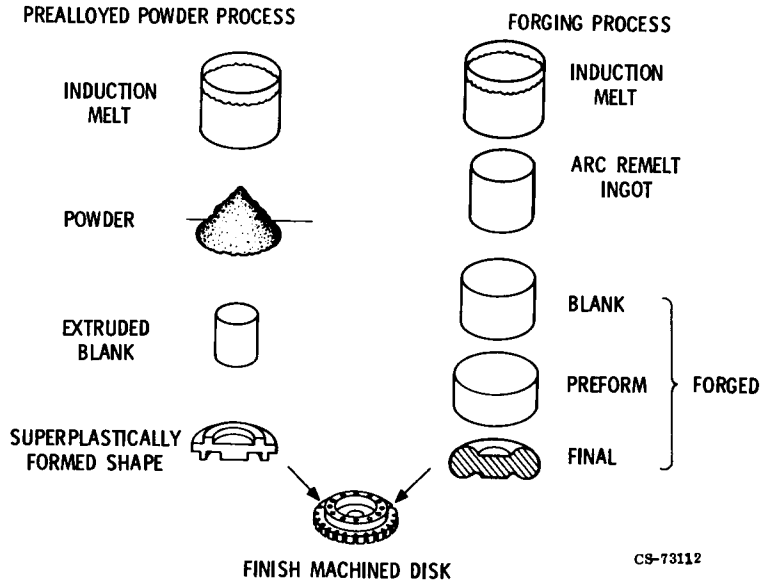 PREALLOYED POWDER PROCESS
INDUCTION
MELT
POWDER
EXTRUDED
BLANK
SUPERPLASTICALLY
FORMED SHAPE
FORGING PROCESS
INDUCTION
MELT
ARC REMELT
INGOT
BLANK
PREFORM
FORGED
FINAL
FINISH MACHINED DISK
CS-73112